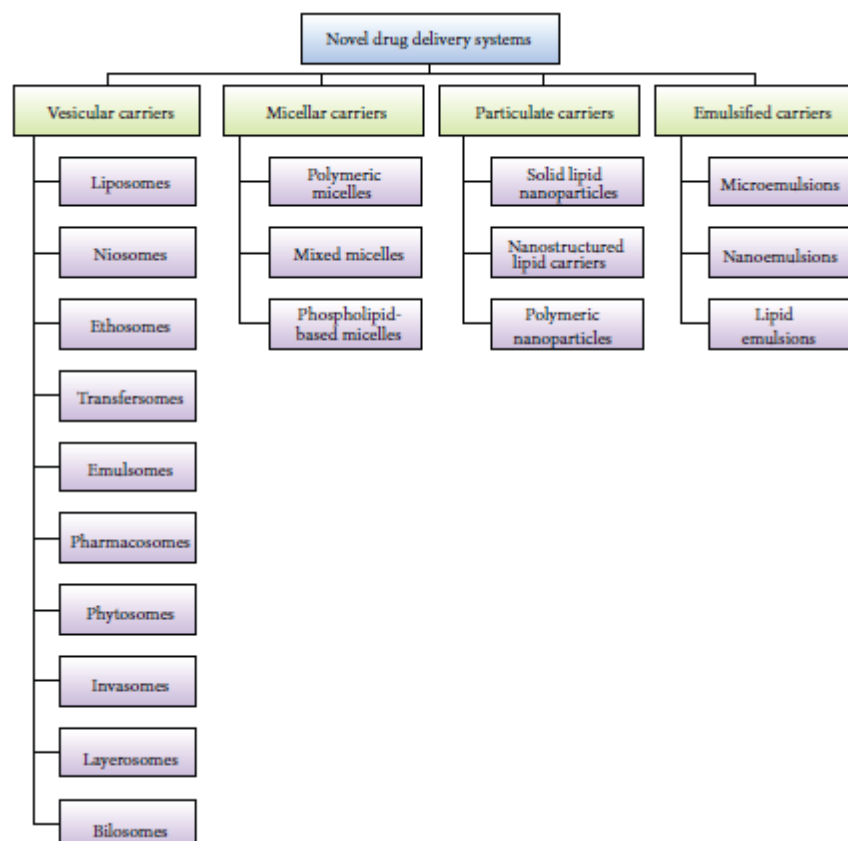 Novel drug delivery systems
Vesicular carriers
Liposomes
Niosomes
Ethosomes
Transfersomes
Emulsomes
Pharmacosomes
Phytosomes
Invasomes
Layerosomes
Bilosomes
Micellar carriers
Polymeric
micelles
Mixed micelles
Phospholipid-
based micelles
Particulate carriers
Solid lipid
nanoparticles
Nanostructured
lipid carriers
Polymeric
nanoparticles
Emulsified carriers
Microemulsions
Nanoemulsions
Lipid
emulsions